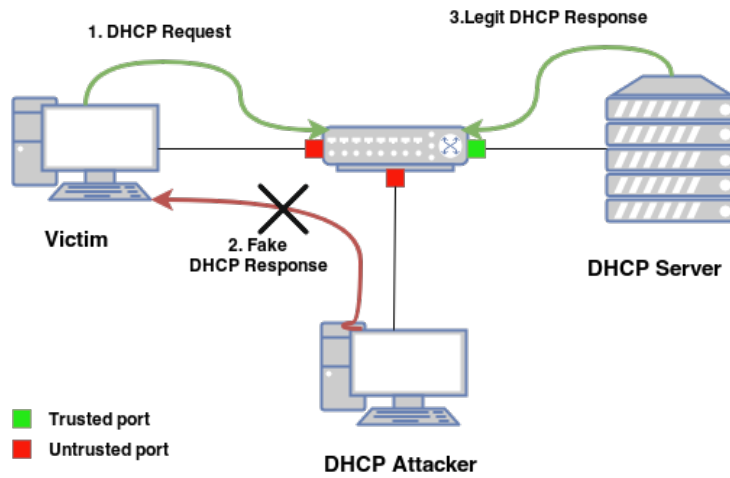 1. DHCP Request
3.Legit DHCP Response
Victim
2. Fake
DHCP Response
DHCP Server
Trusted port
Untrusted port
DHCP Attacker